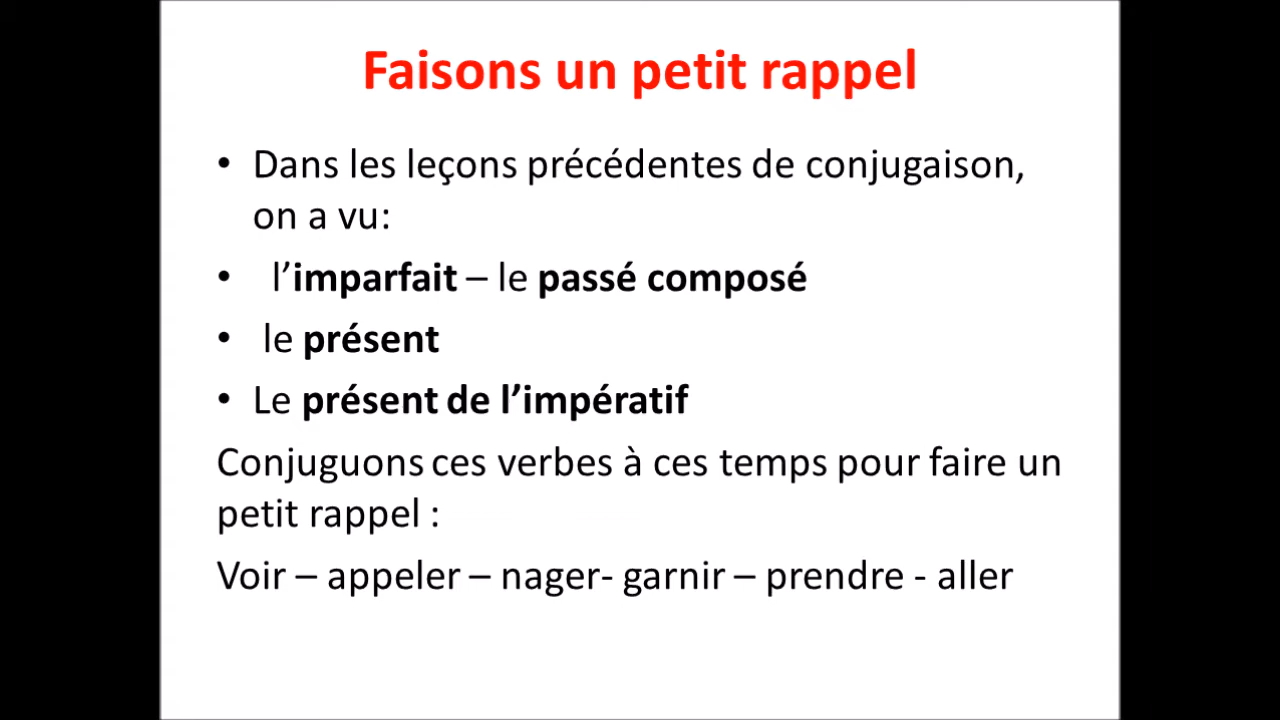 Faisons un petit rappel
• Dans les leçons précédentes de conjugaison,
on a vu:
• l’imparfait – le passé composé
• le présent
• Le présent de l’impératif
Conjuguons ces verbes à ces temps pour faire un
petit rappel :
Voir – appeler – nager- garnir – prendre - aller